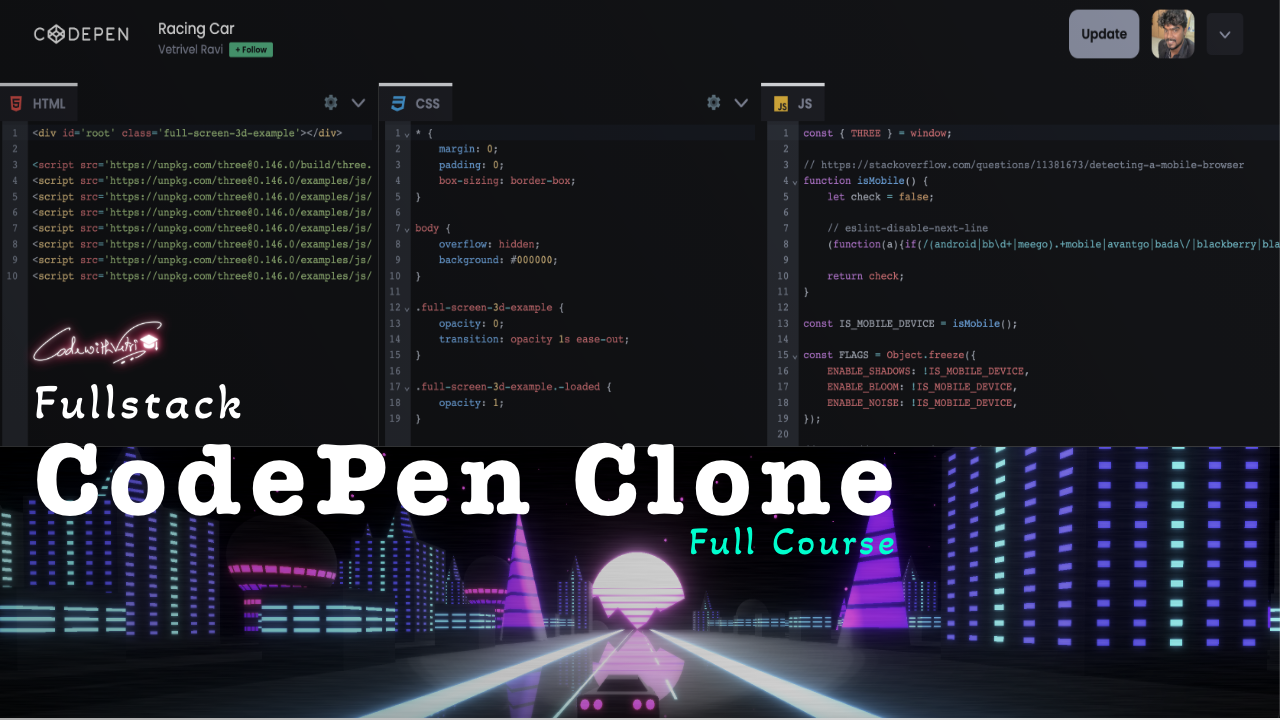 CODEPEN
Racing Car
Vetrivel Ravi + Follow
Update
HTML
1 <div id='root' class='full-screen-3d-example'></div>
2
3 <script src='https://unpkg.com/three@0.146.0/build/three.
4 <script src='https://unpkg.com/three@0.146.0/examples/js/
5 <script src='https://unpkg.com/three@0.146.0/examples/js/
6 <script src='https://unpkg.com/three@0.146.0/examples/js/
7 <script src='https://unpkg.com/three@0.146.0/examples/js/
8 <script src='https://unpkg.com/three@0.146.0/examples/js/
9 <script src='https://unpkg.com/three@0.146.0/examples/js/
10 <script src='https://unpkg.com/three@0.146.0/examples/js/
CSS
1 * {
2 margin: 0;
3 padding: 0;
4 box-sizing: border-box;
5 }
6
7 body {
8 overflow: hidden;
9 background: #000000;
10 }
11
12 .full-screen-3d-example {
13 opacity: 0;
14 transition: opacity 1s ease-out;
15 }
16
17 .full-screen-3d-example.-loaded {
18 opacity: 1;
19 }
JS
JS
1 const { THREE } = window;
2
3 // https://stackoverflow.com/questions/11381673/detecting-a-mobile-browser
4 function isMobile() {
5 let check = false;
6
7 // eslint-disable-next-line
8 (function(a){if(/(android|bb\d+|meego).+mobile|avantgo|bada\/|blackberry|bla
9
10 return check;
11 }
12
13 const IS_MOBILE_DEVICE = isMobile();
14
15 const FLAGS = Object.freeze({
16 ENABLE_SHADOWS: !IS_MOBILE_DEVICE,
17 ENABLE_BLOOM: !IS_MOBILE_DEVICE,
18 ENABLE_NOISE: !IS_MOBILE_DEVICE,
19 });
20
CodewithVetri
Fullstack
CodePen Clone
Full Course